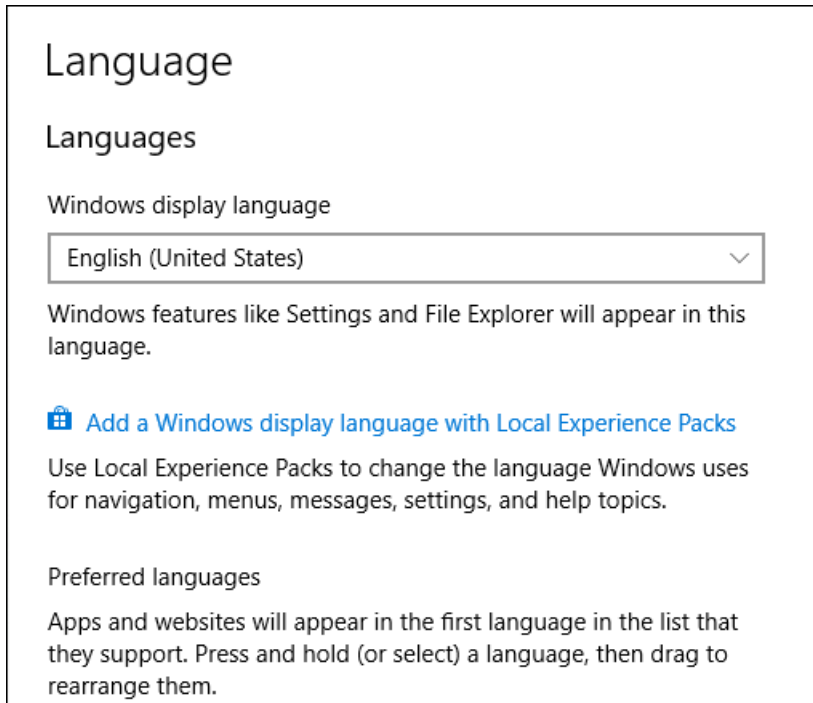 Language
Languages
Windows display language
English (United States)
Windows features like Settings and File Explorer will appear in this
language.
Add a Windows display language with Local Experience Packs
Use Local Experience Packs to change the language Windows uses
for navigation, menus, messages, settings, and help topics.
Preferred languages
Apps and websites will appear in the first language in the list that
they support. Press and hold (or select) a language, then drag to
rearrange them.